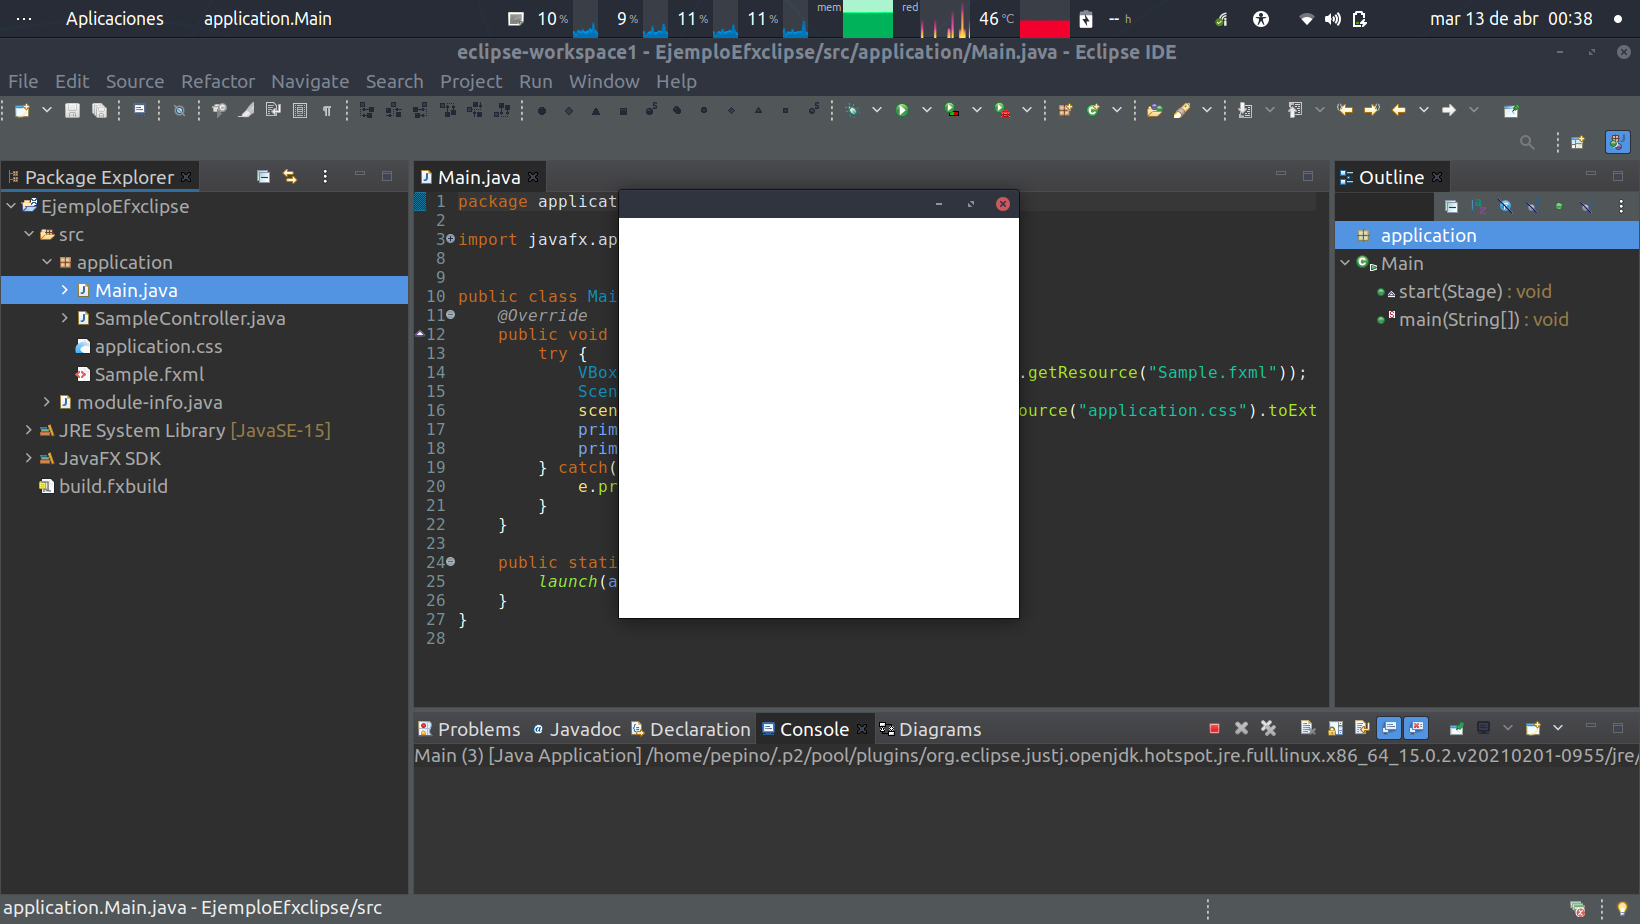 ··· Aplicaciones application.Main 10 % 9 % 11 % 11 % mem red 46 °C -- h mar 13 de abr 00:38
eclipse-workspace1 - EjemploEfxclipse/src/application/Main.java - Eclipse IDE
File Edit Source Refactor Navigate Search Project Run Window Help
Package Explorer
EjemploEfxclipse
src
application
Main.java
SampleController.java
application.css
Sample.fxml
module-info.java
JRE System Library [JavaSE-15]
JavaFX SDK
build.fxbuild
Main.java
1 package applicat
2
3 import javafx.ap
8
9
10 public class Mai
11 @Override
12 public void
13 try {
14 VBox .getResource("Sample.fxml"));
15 Scen
16 scen ource("application.css").toExt
17 prim
18 prim
19 } catch(
20 e.pr
21 }
22 }
23
24 public stati
25 launch(a
26 }
27 }
28
Outline
application
Main
start(Stage) : void
main(String[]) : void
Problems Javadoc Declaration Console Diagrams
Main (3) [Java Application] /home/pepino/.p2/pool/plugins/org.eclipse.justj.openjdk.hotspot.jre.full.linux.x86_64_15.0.2.v20210201-0955/jre/
application.Main.java - EjemploEfxclipse/src